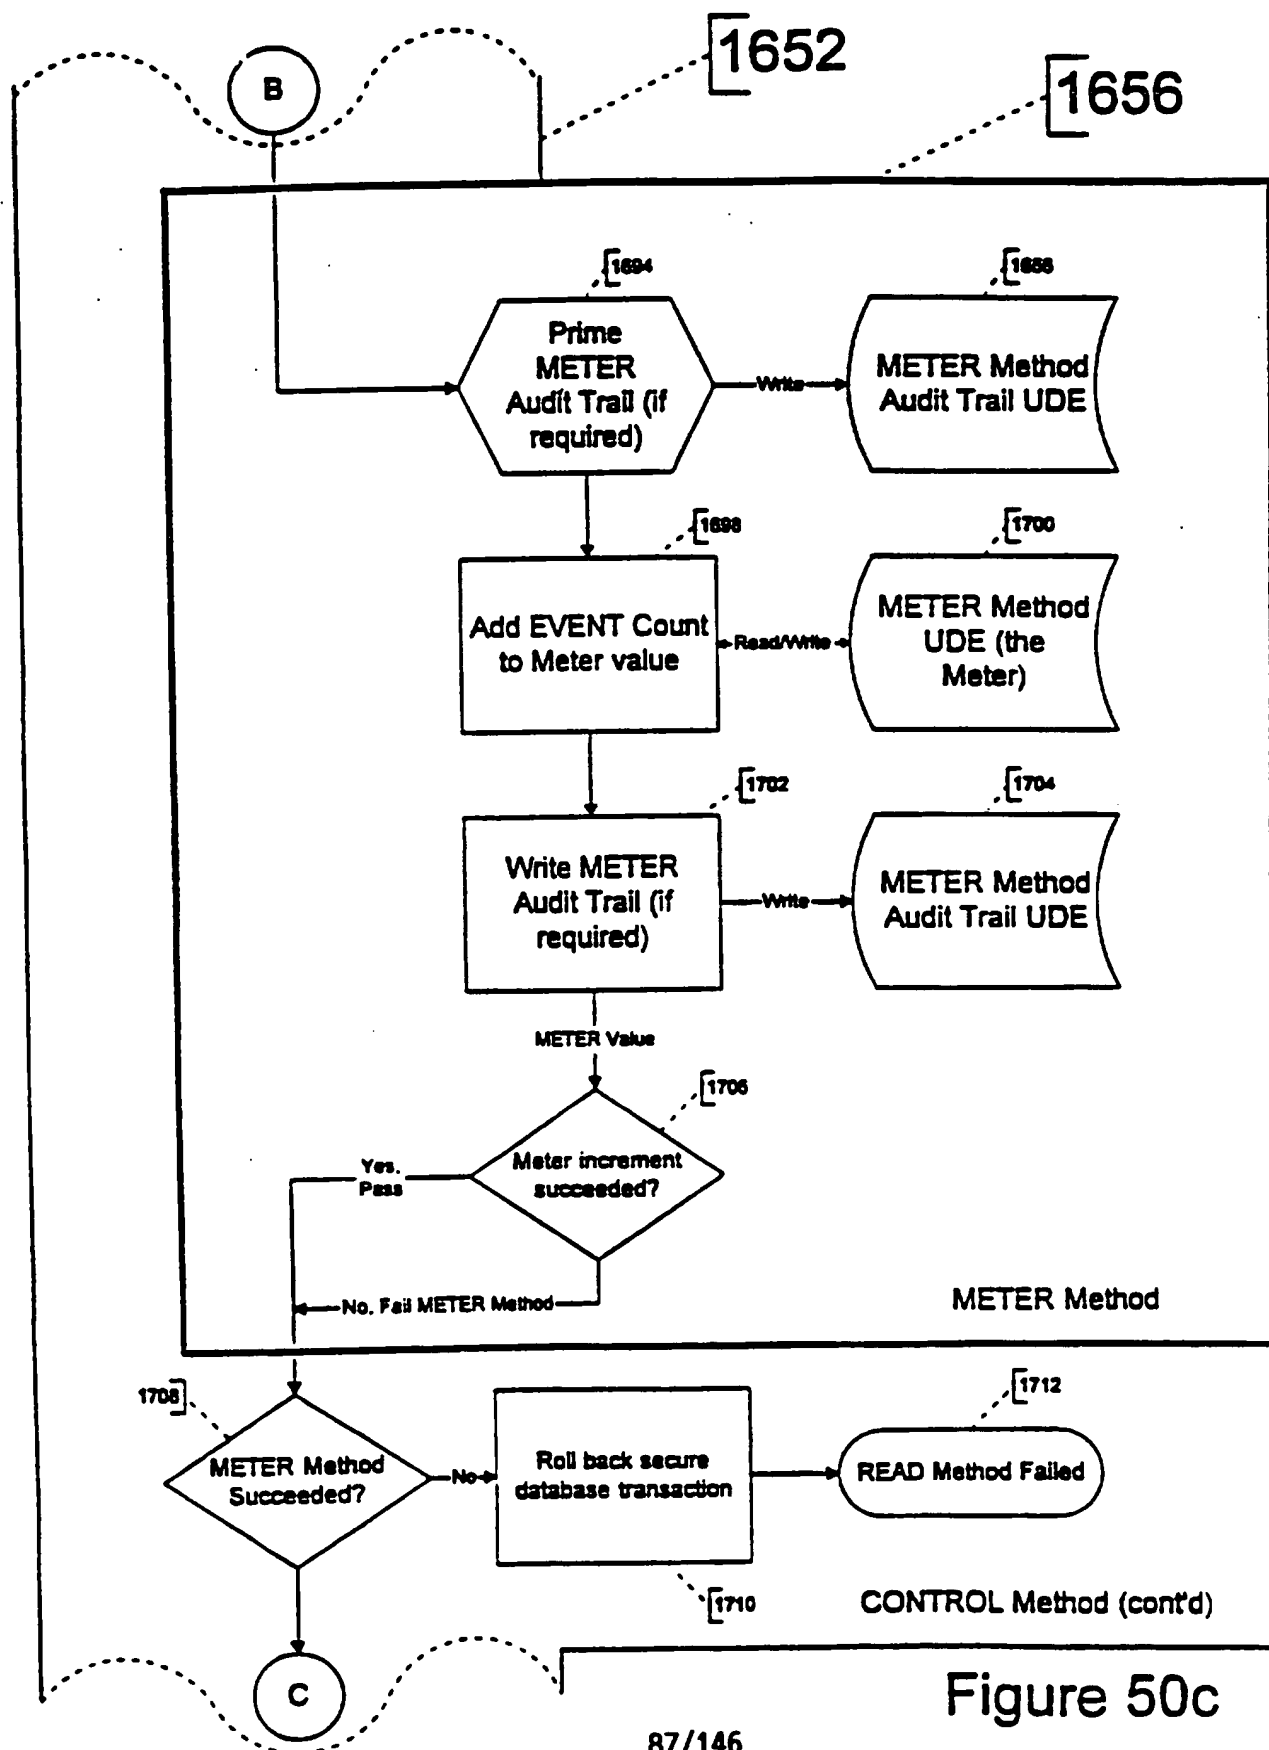 1652
1656
B
1694
1656
Prime
METER
Audit Trail (if
required)
Write
METER Method
Audit Trail UDE
1698
1700
Add EVENT Count
to Meter value
Read/Write
METER Method
UDE (the
Meter)
1702
1704
Write METER
Audit Trail (if
required)
Write
METER Method
Audit Trail UDE
METER Value
1706
Meter increment
succeeded?
Yes.
Pass
No. Fail METER Method
METER Method
1708
1712
METER Method
Succeeded?
No
Roll back secure
database transaction
READ Method Failed
1710
CONTROL Method (cont'd)
C
Figure 50c
87/146